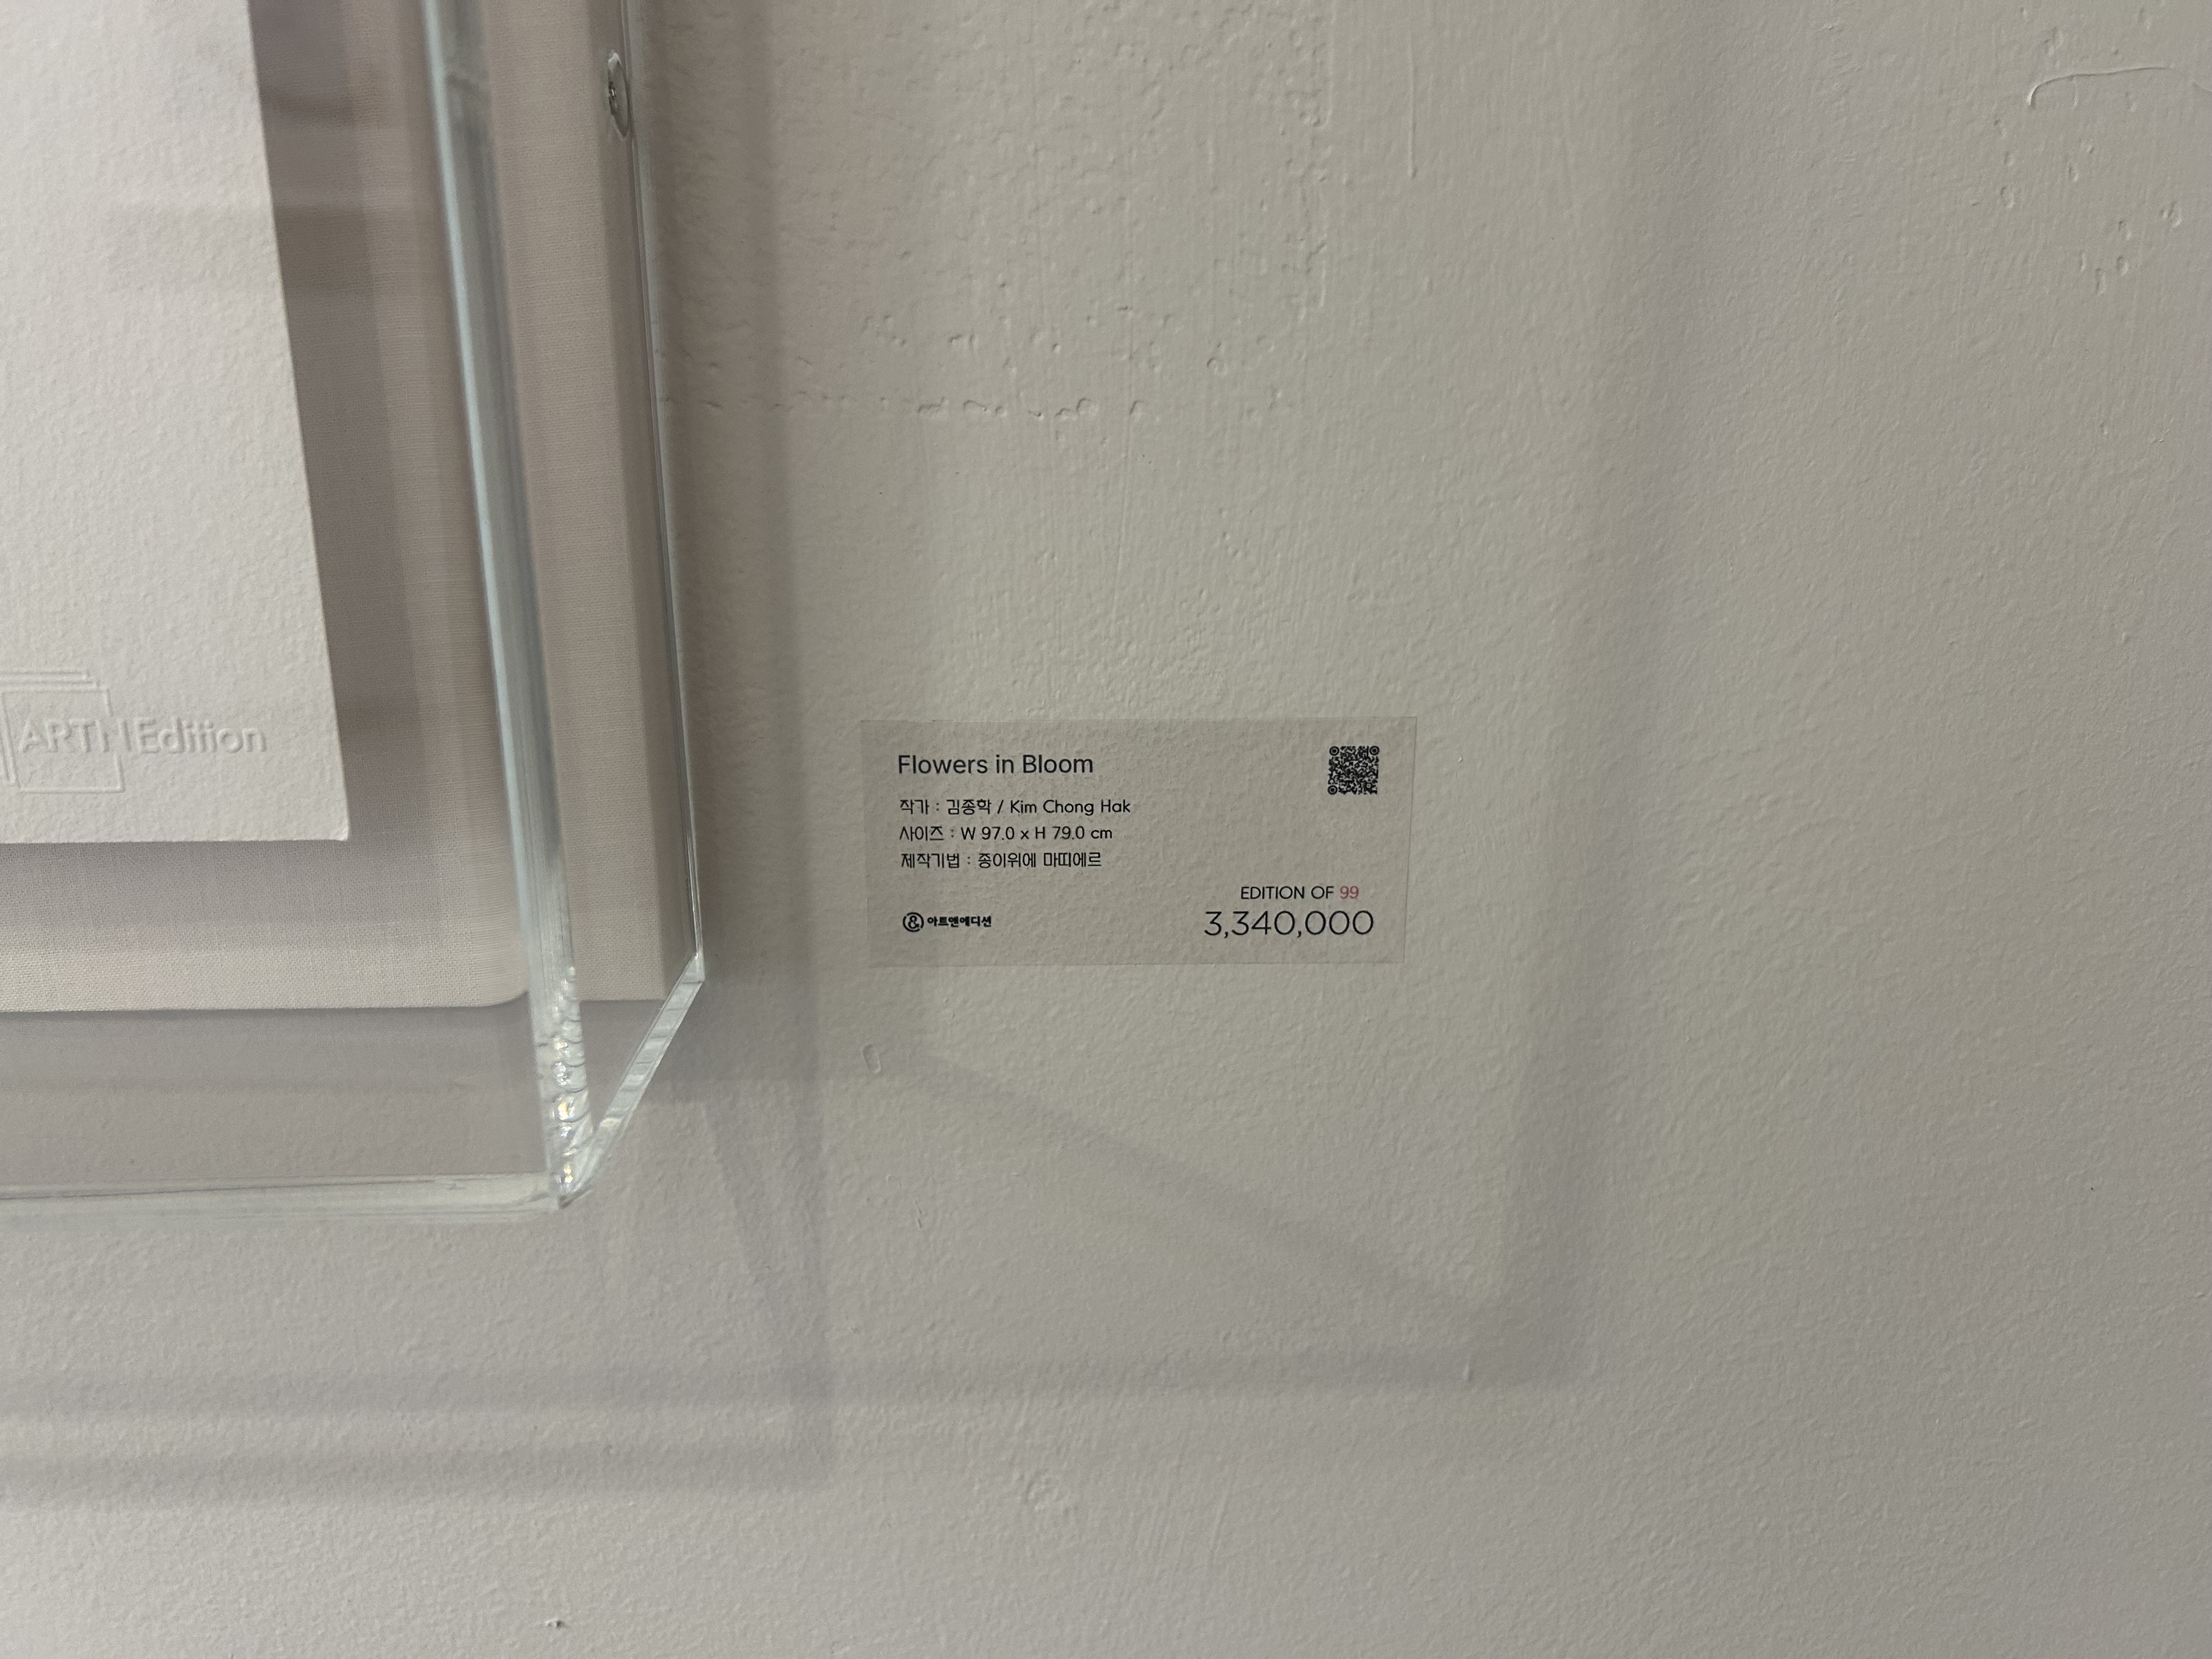 ART Edition
Flowers in Bloom
작가 : 김종학 / Kim Chong Hak
사이즈 : W 97.0 x H 79.0 cm
제작기법 : 종이위에 마띠에르
EDITION OF 99
& 아트앤에디션
3,340,000